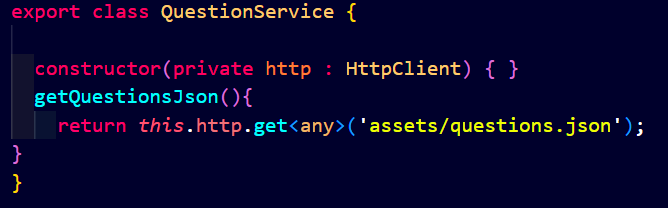 export class QuestionService {
constructor(private http : HttpClient) { }
getQuestionsJson(){
return this.http.get<any>('assets/questions.json');
}
}